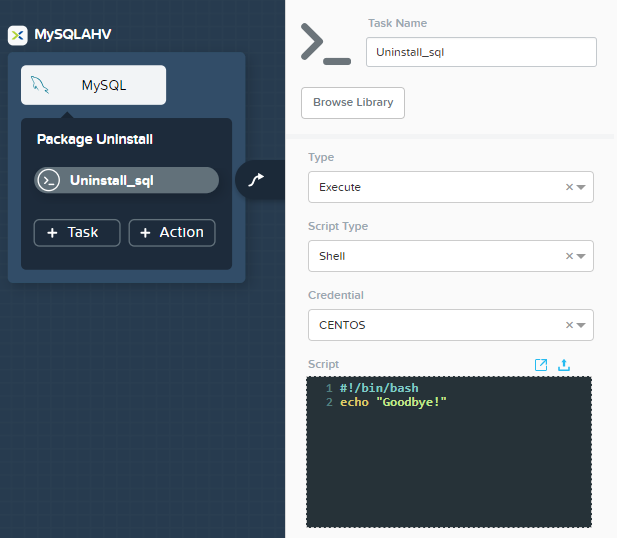 MySQLAHV
MySQL
Package Uninstall
Uninstall_sql
+ Task
+ Action
Task Name
Uninstall_sql
Browse Library
Type
Execute
Script Type
Shell
Credential
CENTOS
Script
1 #!/bin/bash
2 echo "Goodbye!"